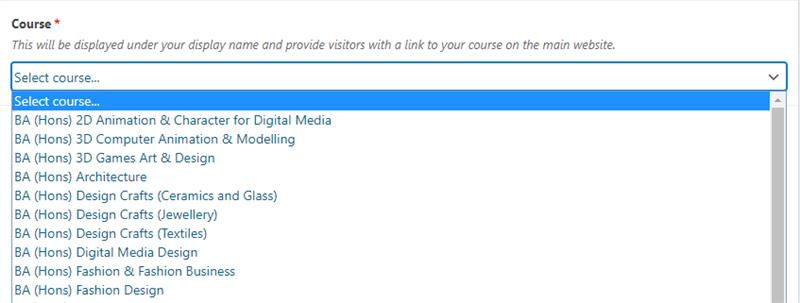 Course *
This will be displayed under your display name and provide visitors with a link to your course on the main website.
Select course...
Select course...
BA (Hons) 2D Animation & Character for Digital Media
BA (Hons) 3D Computer Animation & Modelling
BA (Hons) 3D Games Art & Design
BA (Hons) Architecture
BA (Hons) Design Crafts (Ceramics and Glass)
BA (Hons) Design Crafts (Jewellery)
BA (Hons) Design Crafts (Textiles)
BA (Hons) Digital Media Design
BA (Hons) Fashion & Fashion Business
BA (Hons) Fashion Design